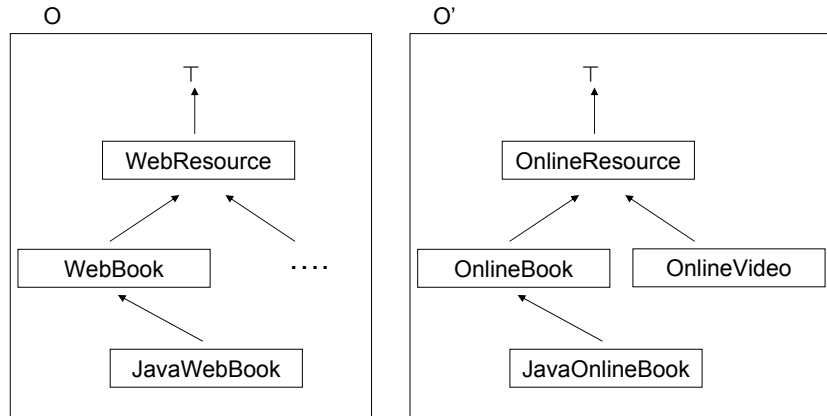 O
O’
⊤
⊤
WebResource
OnlineResource
WebBook
....
OnlineBook
OnlineVideo
JavaWebBook
JavaOnlineBook